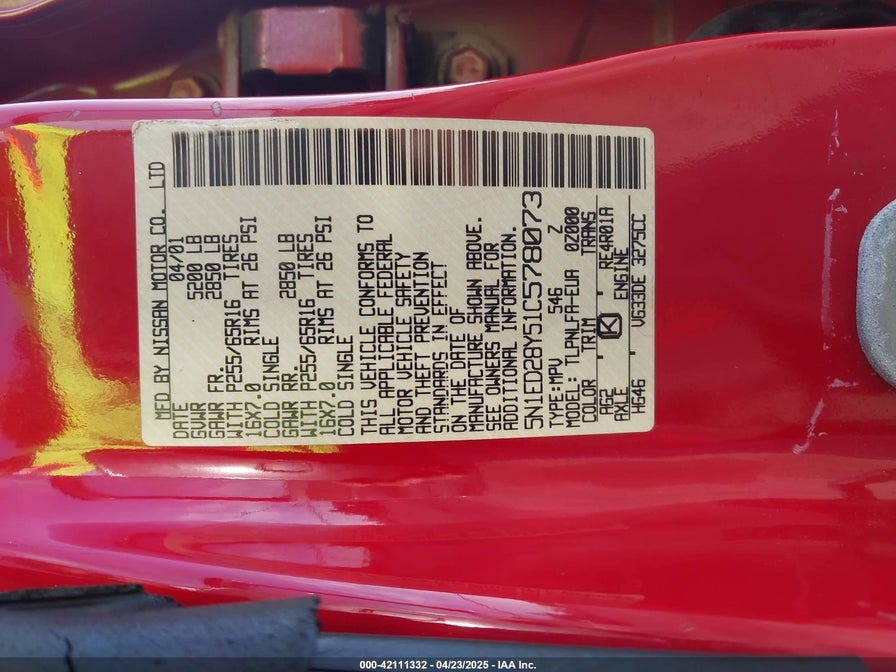 MFD BY NISSAN MOTOR CO. LTD
DATE 04/01
GVWR 5200 LB
GAWR FR. 2850 LB
WITH P255/65R16 TIRES
16X7.0 RIMS AT 26 PSI
COLD SINGLE
GAWR RR. 2850 LB
WITH P255/65R16 TIRES
16X7.0 RIMS AT 26 PSI
COLD SINGLE
THIS VEHICLE CONFORMS TO
ALL APPLICABLE FEDERAL
MOTOR VEHICLE SAFETY
AND THEFT PREVENTION
STANDARDS IN EFFECT
ON THE DATE OF
MANUFACTURE SHOWN ABOVE.
SEE OWNERS MANUAL FOR
ADDITIONAL INFORMATION.
5N1ED28Y51C578073
TYPE:MPV 546 Z
MODEL: TLPNLFA-EUA 0Z000
COLOR TRIM TRANS
AG2 K RE4R01A
AXLE ENGINE
HG46 VG33DE 3275CC
000-42111332 - 04/23/2025 - IAA Inc.